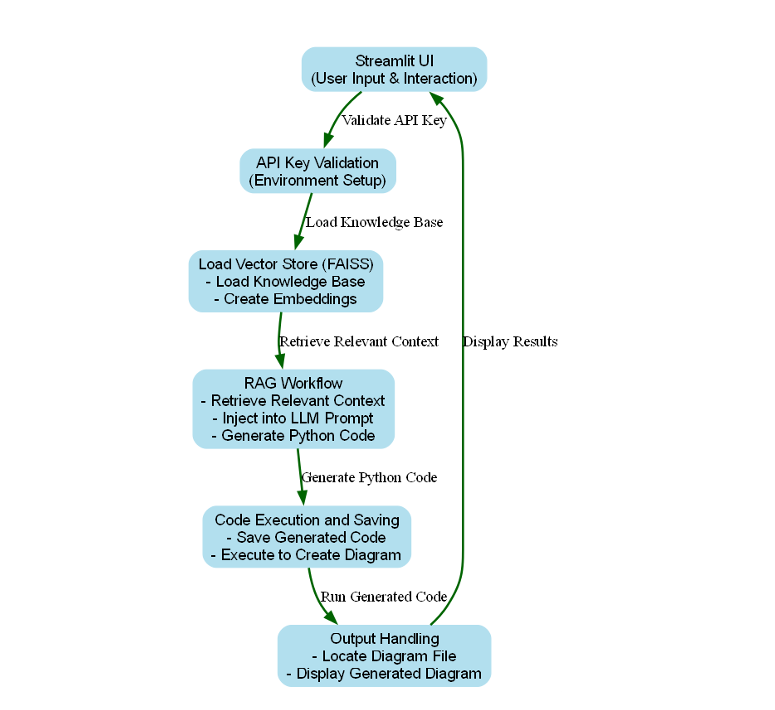 Streamlit UI
(User Input & Interaction)
Validate API Key
API Key Validation
(Environment Setup)
Load Knowledge Base
Load Vector Store (FAISS)
- Load Knowledge Base
- Create Embeddings
Retrieve Relevant Context
Display Results
RAG Workflow
- Retrieve Relevant Context
- Inject into LLM Prompt
- Generate Python Code
Generate Python Code
Code Execution and Saving
- Save Generated Code
- Execute to Create Diagram
Run Generated Code
Output Handling
- Locate Diagram File
- Display Generated Diagram